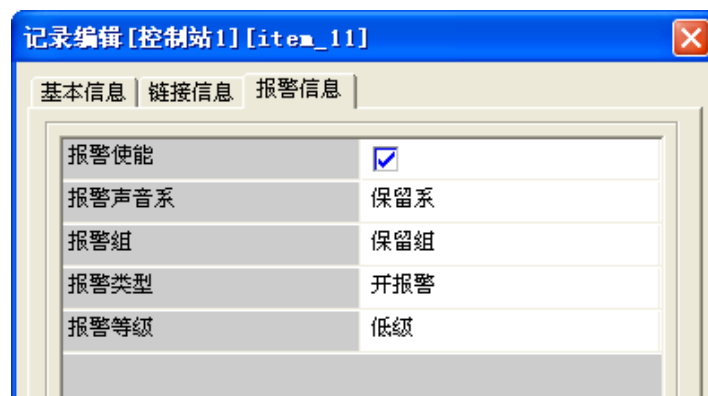 记录编辑[控制站1][item_11]
基本信息 链接信息 报警信息
报警使能
报警声音系 保留系
报警组 保留组
报警类型 开报警
报警等级 低级